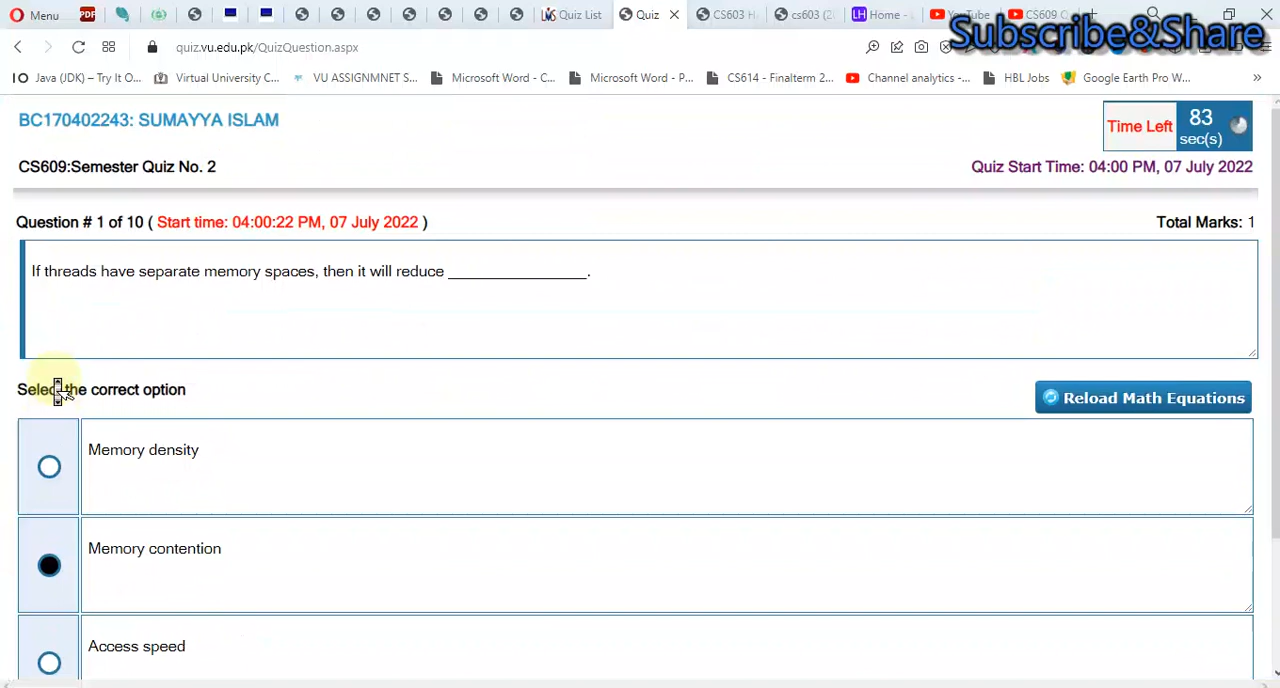 Menu
Quiz List
Quiz
CS603 H
cs603 (2
Home -
YouTube
CS609 Q
Subscribe&Share
quiz.vu.edu.pk/QuizQuestion.aspx
Java (JDK) – Try It O...
Virtual University C...
VU ASSIGNMNET S...
Microsoft Word - C...
Microsoft Word - P...
CS614 - Finalterm 2...
Channel analytics -...
HBL Jobs
Google Earth Pro W...
»
BC170402243: SUMAYYA ISLAM
Time Left
83
sec(s)
CS609:Semester Quiz No. 2
Quiz Start Time: 04:00 PM, 07 July 2022
Question # 1 of 10 ( Start time: 04:00:22 PM, 07 July 2022 )
Total Marks: 1
If threads have separate memory spaces, then it will reduce ________________.
Select the correct option
Reload Math Equations
Memory density
Memory contention
Access speed